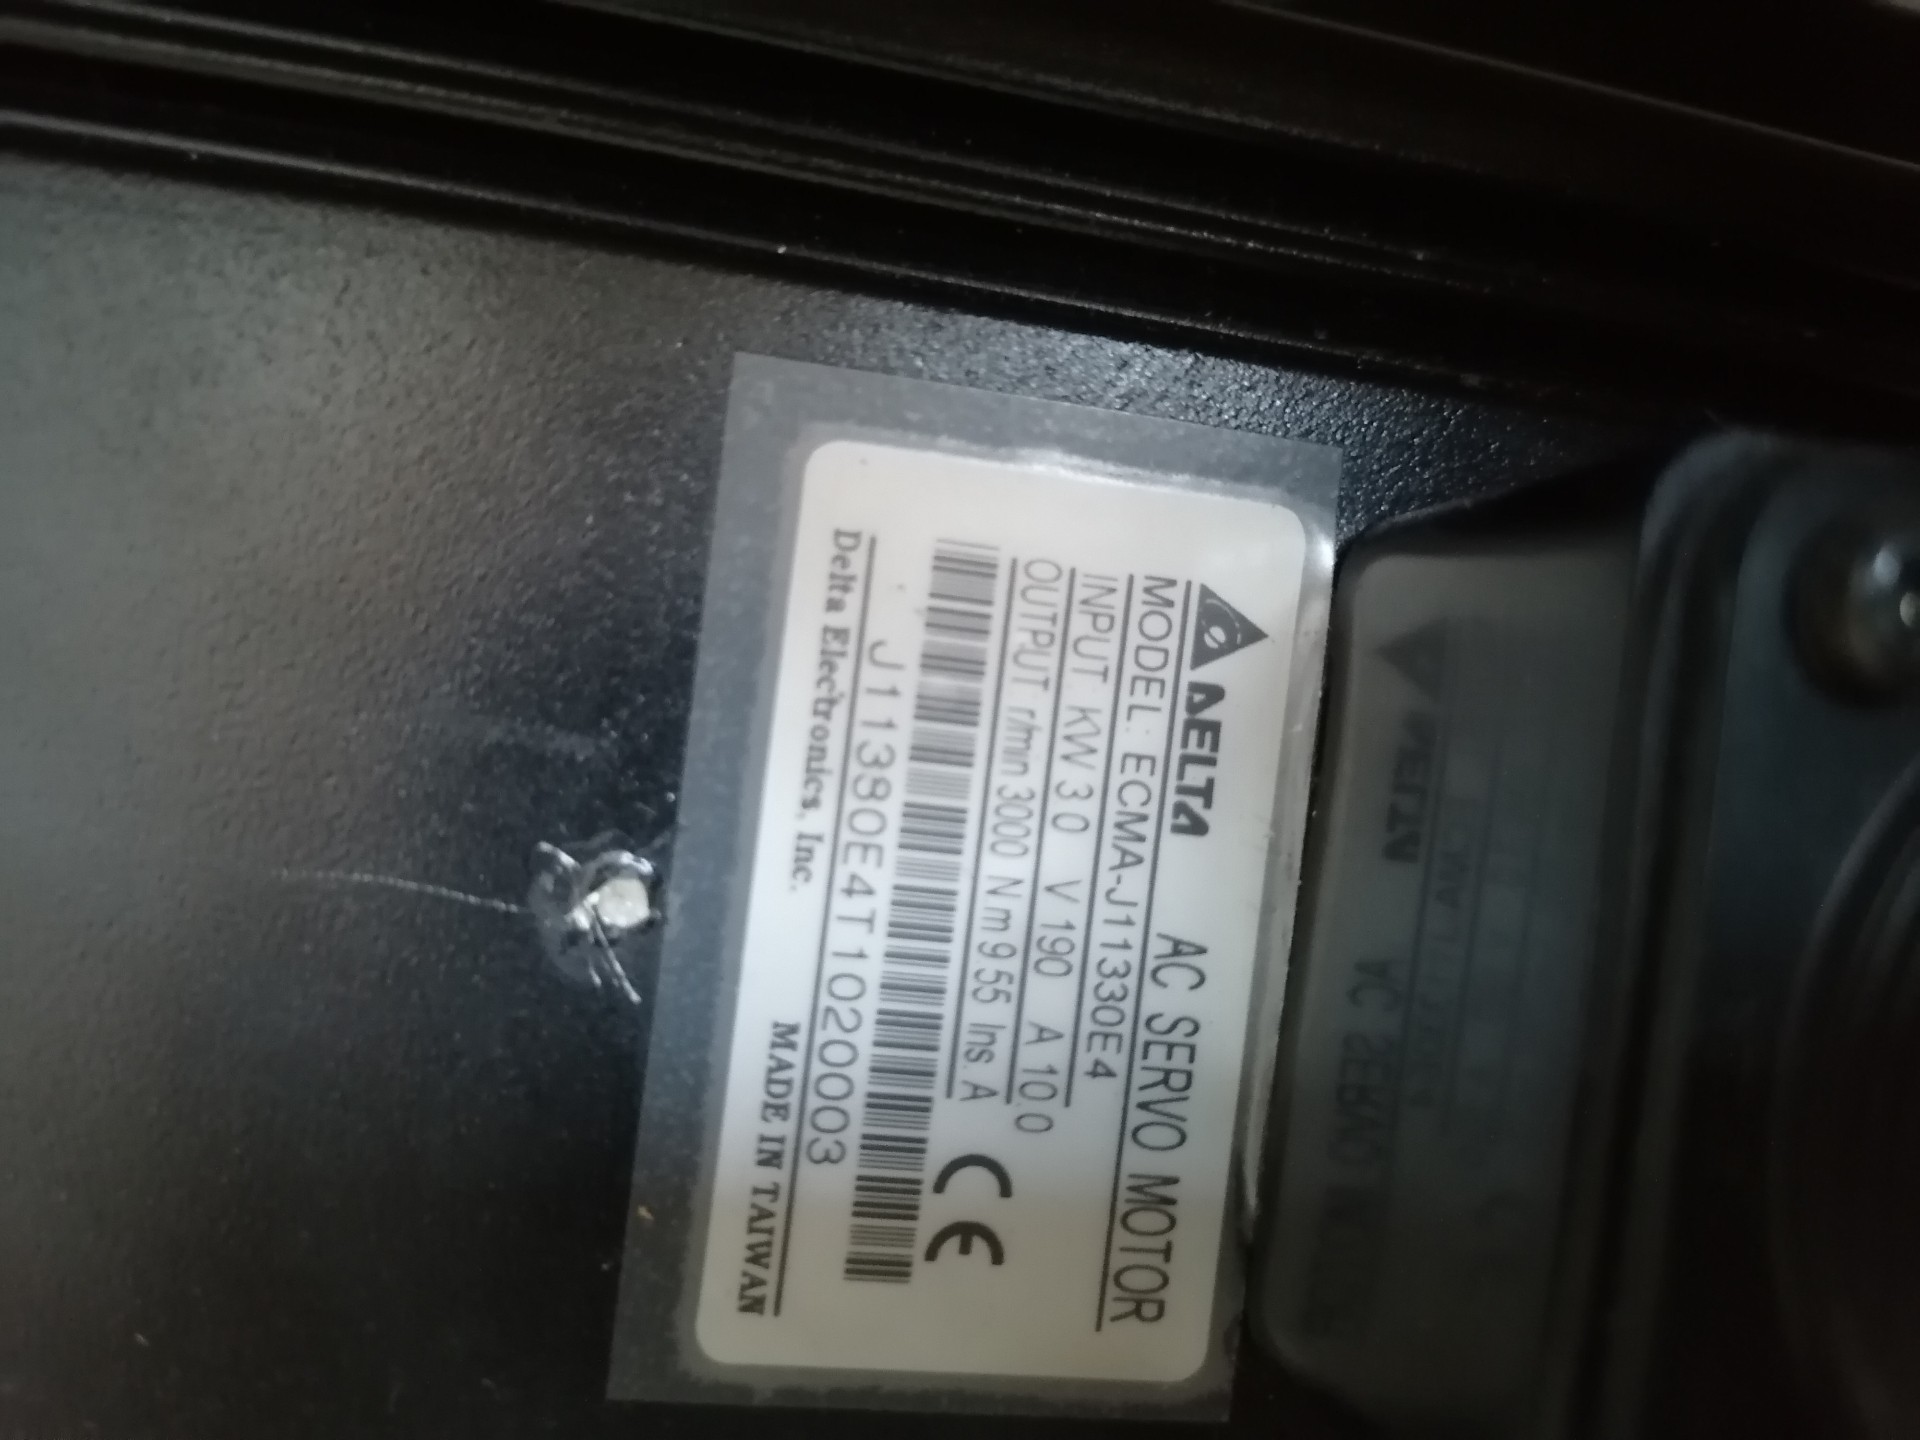 DELTA AC SERVO MOTOR
MODEL: ECMA-J11330E4
INPUT: KW 3.0 V 190 A 10.0
OUTPUT: r/min 3000 N.m 9.55 Ins. A
CE
J11330E4T1020003
Delta Electronics, Inc. MADE IN TAIWAN